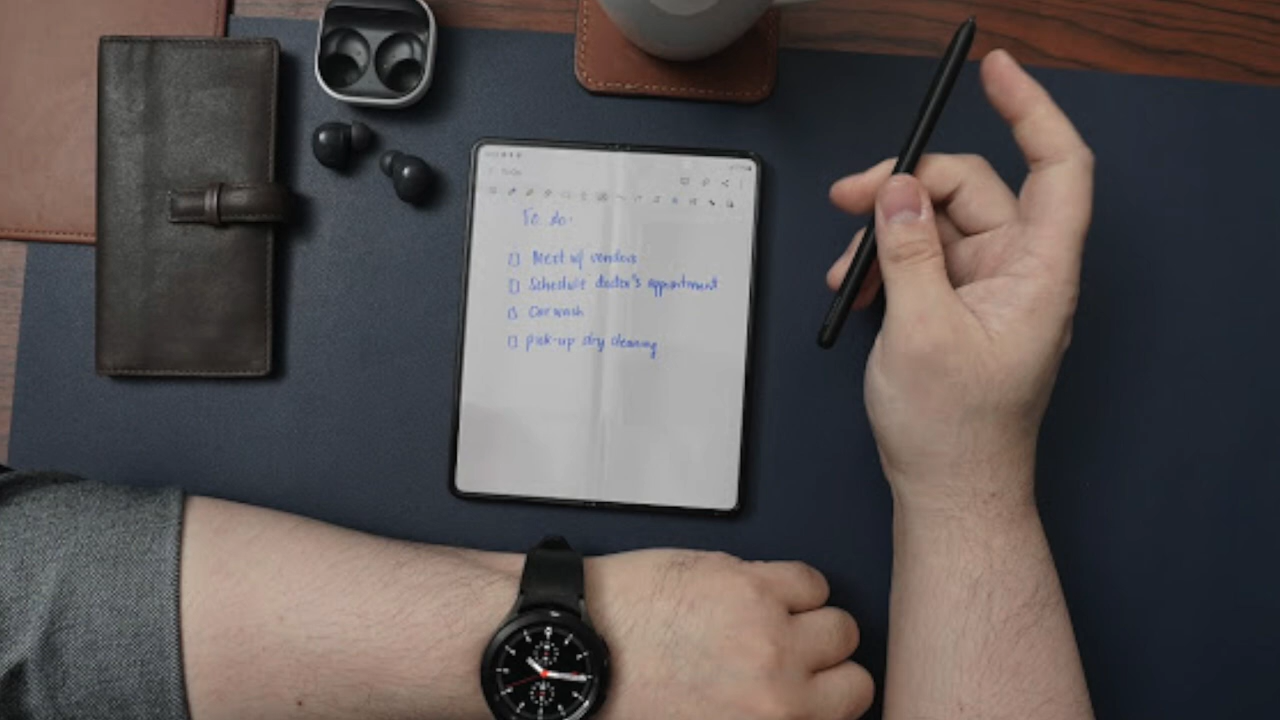 To do:
Meet w/ vendors
Schedule doctor's appointment
Car wash
pick-up dry cleaning